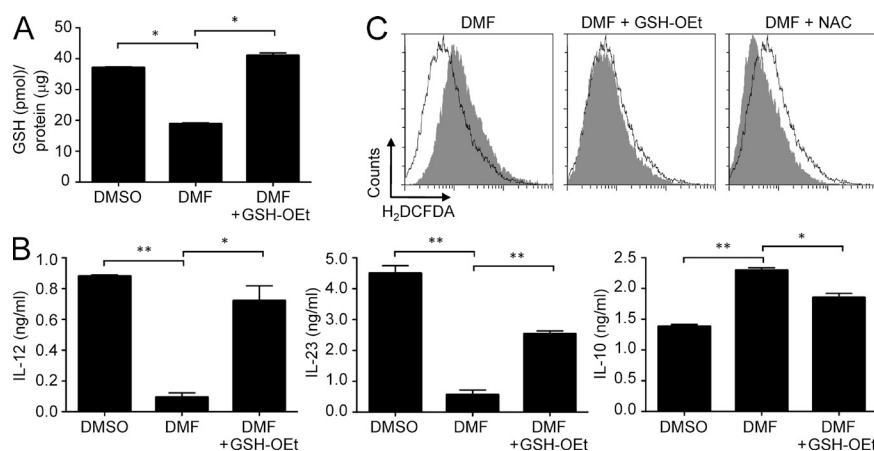 A
* *
50
40
30
20
10
0
GSH (pmol)/
protein (μg)
DMSO DMF DMF
+GSH-OEt
C
DMF DMF + GSH-OEt DMF + NAC
Counts
H₂DCFDA
B
** *
1.0
0.8
0.6
0.4
0.2
0.0
IL-12 (ng/ml)
DMSO DMF DMF
+GSH-OEt
** **
5.0
4.0
3.0
2.0
1.0
0.0
IL-23 (ng/ml)
DMSO DMF DMF
+GSH-OEt
** *
2.5
2.0
1.5
1.0
0.5
0.0
IL-10 (ng/ml)
DMSO DMF DMF
+GSH-OEt